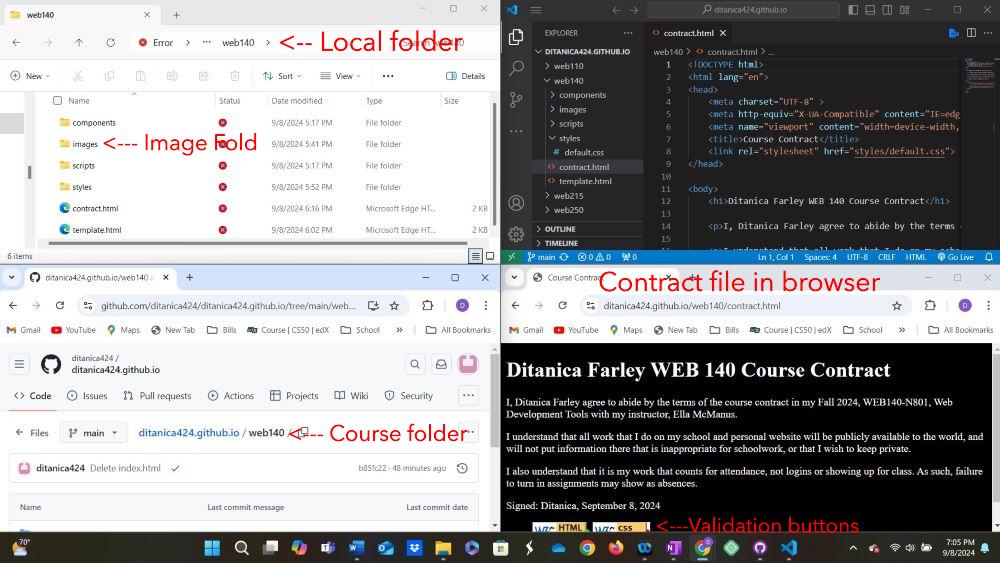 web140
Error > ... web140 > <-- Local folder
New Sort View ... Details
Name Status Date modified Type Size
components 9/8/2024 5:17 PM File folder
images <--- Image Fold 9/8/2024 5:41 PM File folder
scripts 9/8/2024 5:17 PM File folder
styles 9/8/2024 5:52 PM File folder
contract.html 9/8/2024 6:16 PM Microsoft Edge HT... 2 KB
template.html 9/8/2024 6:02 PM Microsoft Edge HT... 2 KB
6 items
ditanica424.github.io
EXPLORER
DITANICA424.GITHUB.IO
web110
web140
components
images
scripts
styles
default.css
contract.html
template.html
web215
web250
OUTLINE
TIMELINE
contract.html
web140 > contract.html > ...
1 <!DOCTYPE html>
2 <html lang="en">
3 <head>
4 <meta charset="UTF-8" >
5 <meta http-equiv="X-UA-Compatible" content="IE=edg
6 <meta name="viewport" content="width=device-width,
7 <title>Course Contract</title>
8 <link rel="stylesheet" href="styles/default.css">
9 </head>
10
11 <body>
12 <h1>Ditanica Farley WEB 140 Course Contract</h1>
13
14 <p>I, Ditanica Farley agree to abide by the terms
15
main 0 0 0 Ln 1, Col 1 Spaces: 4 UTF-8 CRLF HTML Go Live
ditanica424.github.io/web140 a
github.com/ditanica424/ditanica424.github.io/tree/main/web...
Gmail YouTube Maps New Tab Bills Course | CS50 | edX School » All Bookmarks
ditanica424 /
ditanica424.github.io
Code Issues Pull requests Actions Projects Wiki Security ...
Files main ditanica424.github.io / web140 / <--- Course folder
ditanica424 Delete index.html b85fc22 · 48 minutes ago
Name Last commit message Last commit date
Course Contrac
Contract file in browser
ditanica424.github.io/web140/contract.html
Gmail YouTube Maps New Tab Bills Course | CS50 | edX School » All Bookmarks
Ditanica Farley WEB 140 Course Contract
I, Ditanica Farley agree to abide by the terms of the course contract in my Fall 2024, WEB140-N801, Web
Development Tools with my instructor, Ella McManus.
I understand that all work that I do on my school and personal website will be publicly available to the world, and
will not put information there that is inappropriate for schoolwork, or that I wish to keep private.
I also understand that it is my work that counts for attendance, not logins or showing up for class. As such, failure
to turn in assignments may show as absences.
Signed: Ditanica, September 8, 2024
W3C HTML W3C css <---Validation buttons
70°
7:05 PM
9/8/2024